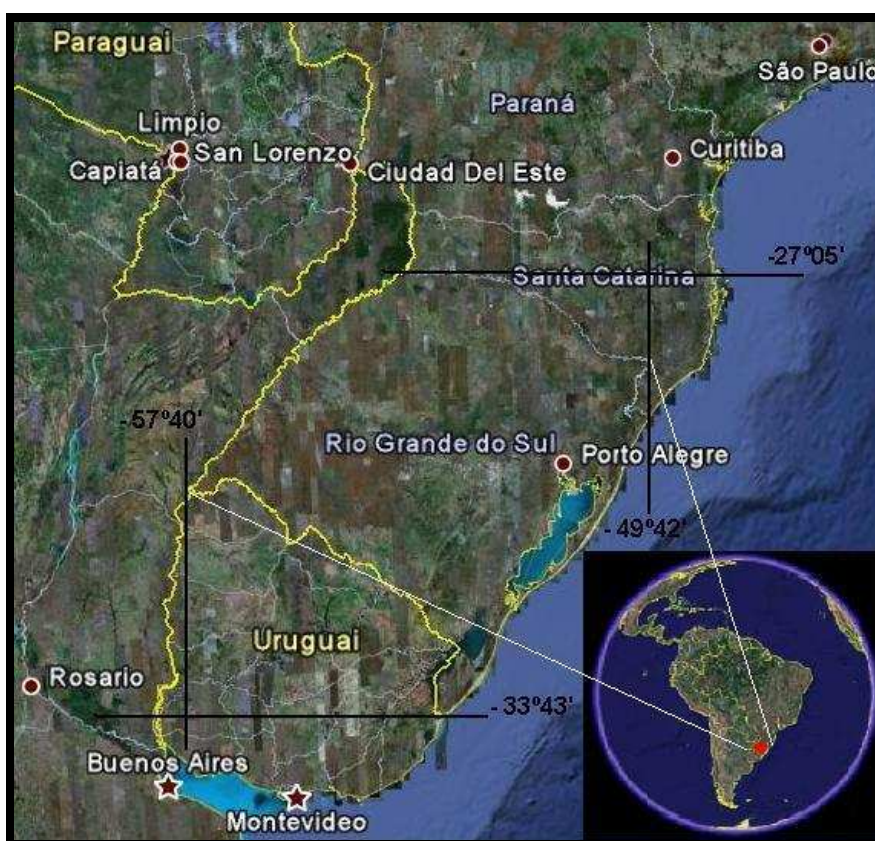 Paraguai
São Paulo
Paraná
Limpio
San Lorenzo
Capiatá
Ciudad Del Este
Curitiba
-27º05'
Santa Catarina
-57º40'
Rio Grande do Sul
Porto Alegre
-49º42'
Uruguai
Rosario
-33º43'
Buenos Aires
Montevideo